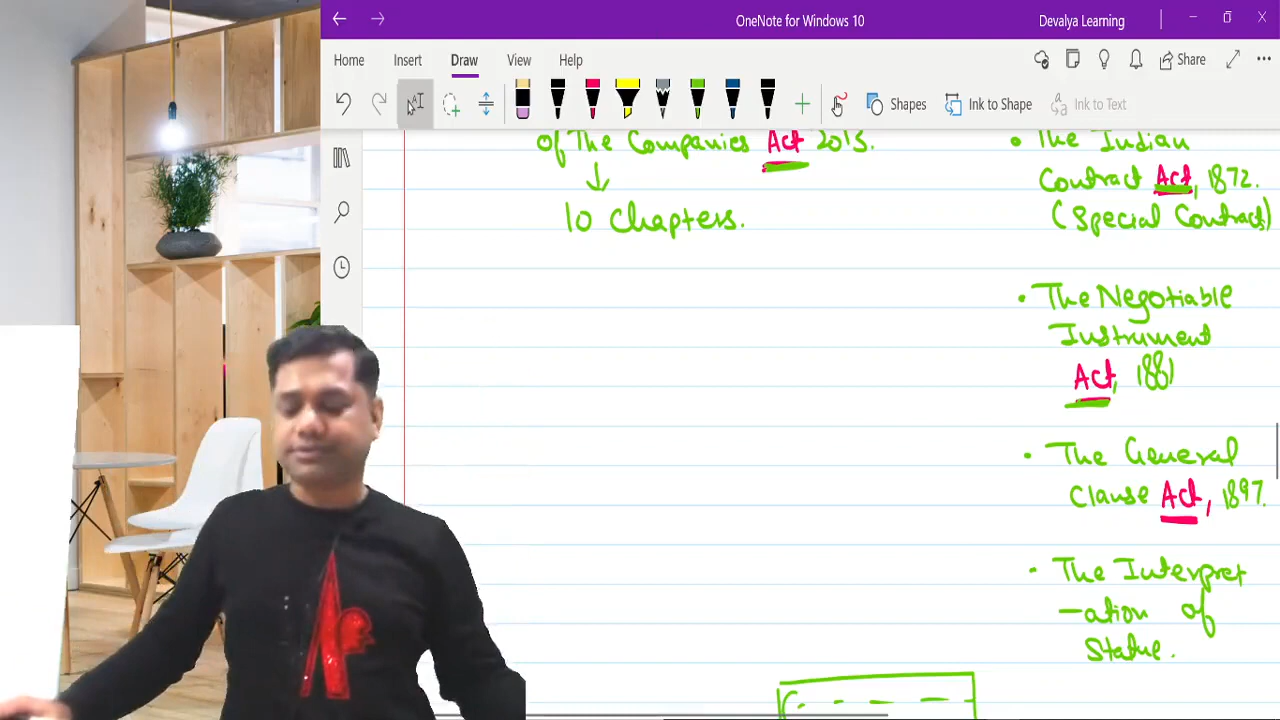 OneNote for Windows 10
Devalya Learning
Home Insert Draw View Help
Share
Shapes
Ink to Shape
Ink to Text
of The Companies Act 2013.
10 Chapters.
• The Indian
Contract Act, 1872.
(Special Contract)
• The Negotiable
Instrument
Act, 1881
• The General
Clause Act, 1897.
• The Interpret
-ation of
Statue.